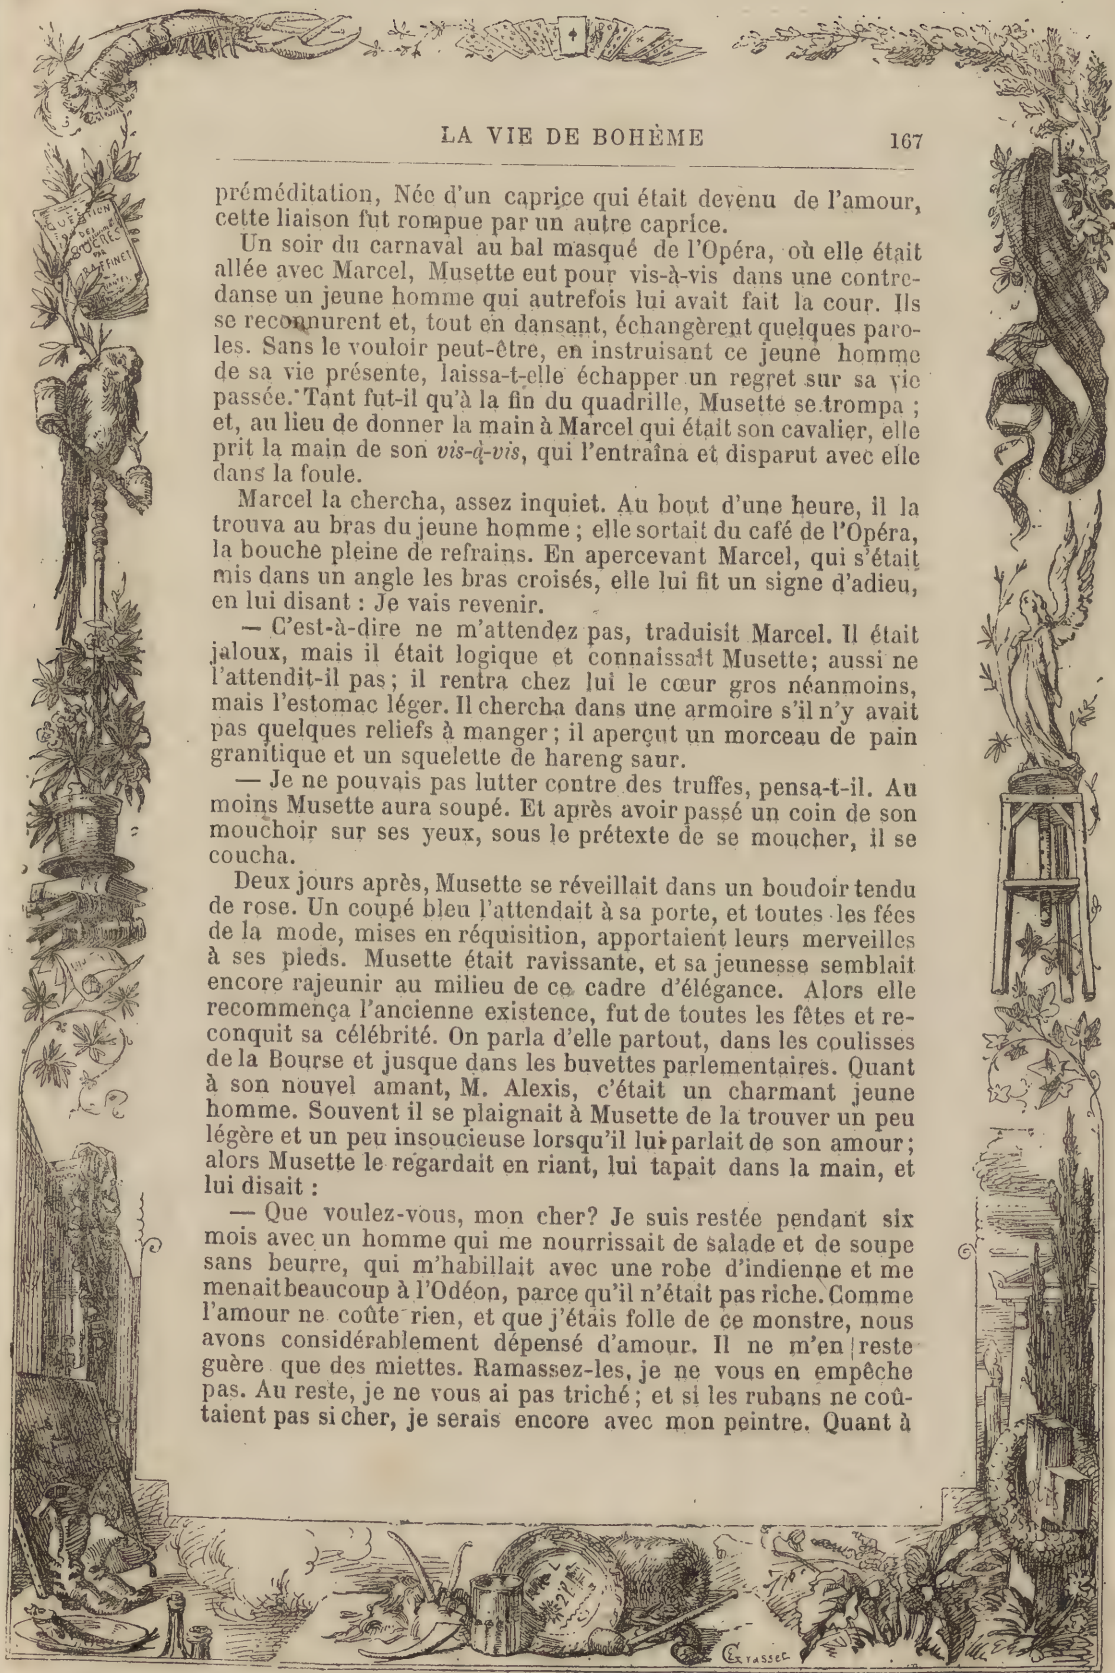 LA VIE DE BOHÈME 167
préméditation, Née d'un caprice qui était devenu de l'amour,
cette liaison fut rompue par un autre caprice.
Un soir du carnaval au bal masqué de l'Opéra, où elle était
allée avec Marcel, Musette eut pour vis-à-vis dans une contre-
danse un jeune homme qui autrefois lui avait fait la cour. Ils
se reconnurent et, tout en dansant, échangèrent quelques paro-
les. Sans le vouloir peut-être, en instruisant ce jeune homme
de sa vie présente, laissa-t-elle échapper un regret sur sa vie
passée. Tant fut-il qu'à la fin du quadrille, Musette se trompa ;
et, au lieu de donner la main à Marcel qui était son cavalier, elle
prit la main de son vis-à-vis, qui l'entraîna et disparut avec elle
dans la foule.
Marcel la chercha, assez inquiet. Au bout d'une heure, il la
trouva au bras du jeune homme ; elle sortait du café de l'Opéra,
la bouche pleine de refrains. En apercevant Marcel, qui s'était
mis dans un angle les bras croisés, elle lui fit un signe d'adieu,
en lui disant : Je vais revenir.
— C'est-à-dire ne m'attendez pas, traduisit Marcel. Il était
jaloux, mais il était logique et connaissait Musette; aussi ne
l'attendit-il pas ; il rentra chez lui le cœur gros néanmoins,
mais l'estomac léger. Il chercha dans une armoire s'il n'y avait
pas quelques reliefs à manger ; il aperçut un morceau de pain
granitique et un squelette de hareng saur.
— Je ne pouvais pas lutter contre des truffes, pensa-t-il. Au
moins Musette aura soupé. Et après avoir passé un coin de son
mouchoir sur ses yeux, sous le prétexte de se moucher, il se
coucha.
Deux jours après, Musette se réveillait dans un boudoir tendu
de rose. Un coupé bleu l'attendait à sa porte, et toutes les fées
de la mode, mises en réquisition, apportaient leurs merveilles
à ses pieds. Musette était ravissante, et sa jeunesse semblait
encore rajeunir au milieu de ce cadre d'élégance. Alors elle
recommença l'ancienne existence, fut de toutes les fêtes et re-
conquit sa célébrité. On parla d'elle partout, dans les coulisses
de la Bourse et jusque dans les buvettes parlementaires. Quant
à son nouvel amant, M. Alexis, c'était un charmant jeune
homme. Souvent il se plaignait à Musette de la trouver un peu
légère et un peu insoucieuse lorsqu'il lui parlait de son amour ;
alors Musette le regardait en riant, lui tapait dans la main, et
lui disait :
— Que voulez-vous, mon cher? Je suis restée pendant six
mois avec un homme qui me nourrissait de salade et de soupe
sans beurre, qui m'habillait avec une robe d'indienne et me
menait beaucoup à l'Odéon, parce qu'il n'était pas riche. Comme
l'amour ne coûte rien, et que j'étais folle de ce monstre, nous
avons considérablement dépensé d'amour. Il ne m'en reste
guère que des miettes. Ramassez-les, je ne vous en empêche
pas. Au reste, je ne vous ai pas triché ; et si les rubans ne coû-
taient pas si cher, je serais encore avec mon peintre. Quant à
QUESTION
DES
SUCRES
DE
RAFFINET
EGrasset